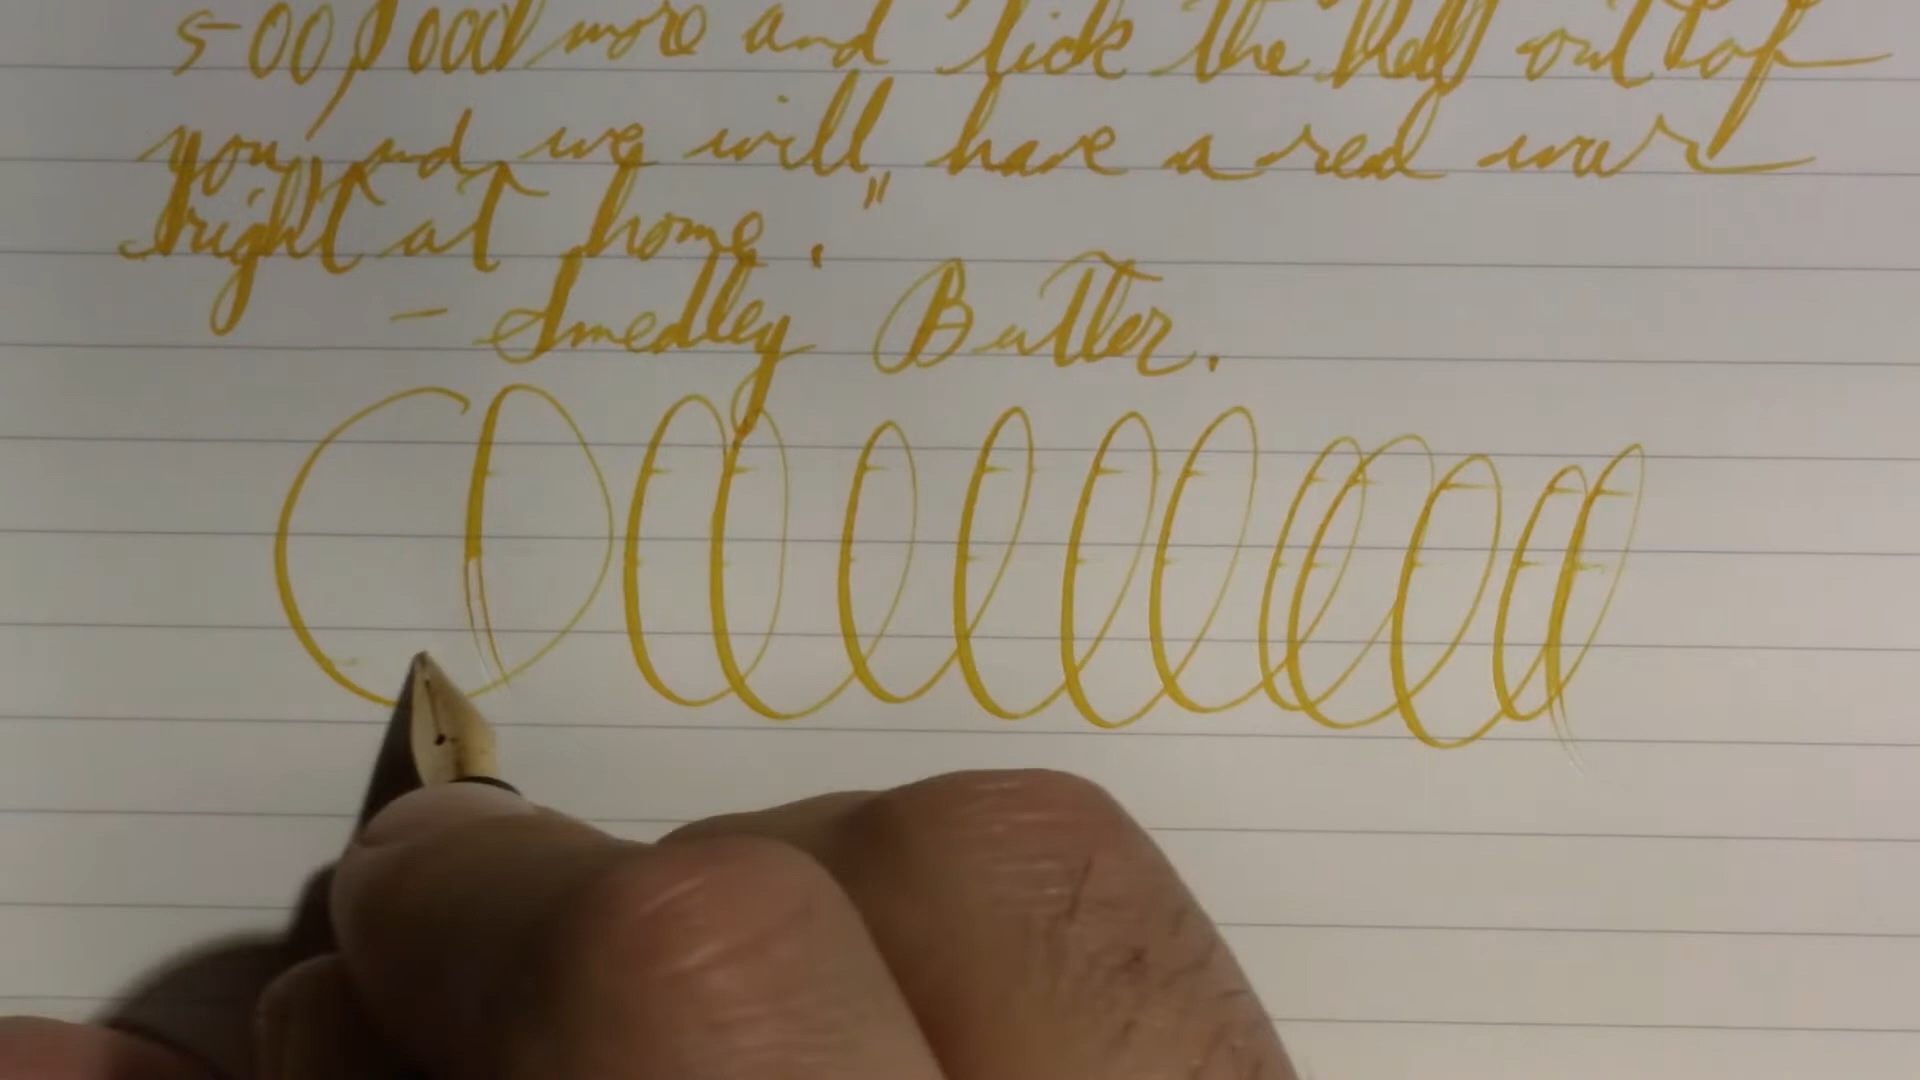 500,000 more and "lick the hell out of
you, and we will have a real war
right at home."
- Smedley Butler.